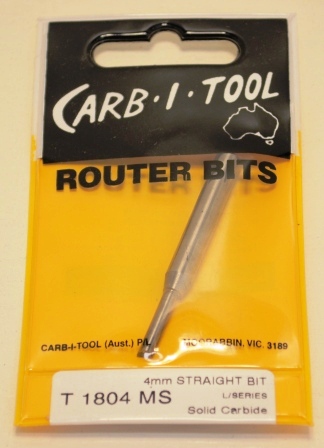 CARB·I·TOOL
ROUTER BITS
CARB-I-TOOL (Aust.) P/L MOORABBIN, VIC. 3189
4mm STRAIGHT BIT
T 1804 MS L/SERIES
Solid Carbide